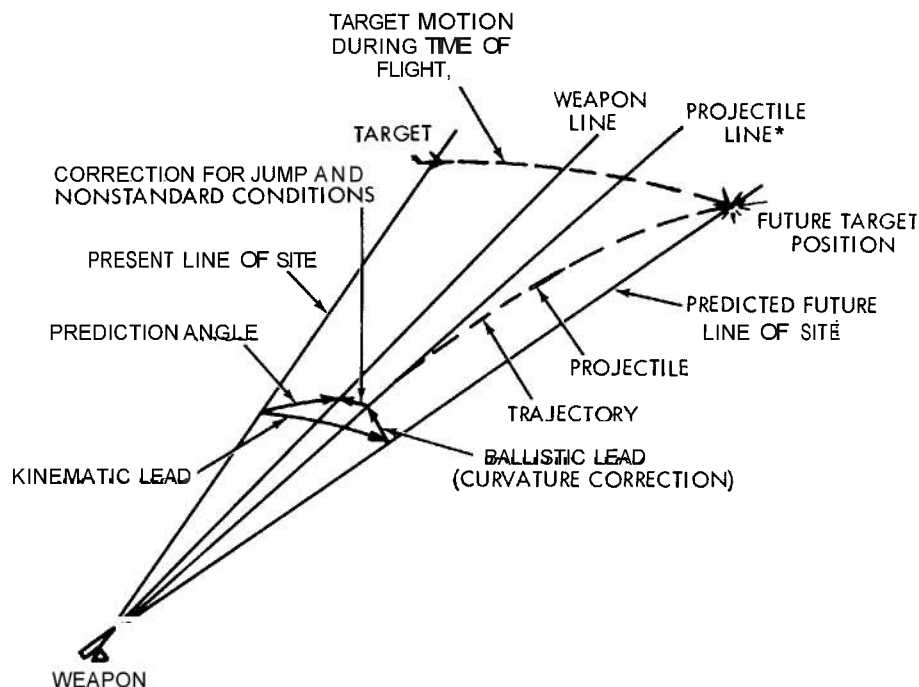 TARGET MOTION
DURING TIME OF
FLIGHT,
WEAPON
LINE
PROJECTILE
LINE*
TARGET
CORRECTION FOR JUMP AND
NONSTANDARD CONDITIONS
FUTURE TARGET
POSITION
PRESENT LINE OF SITE
PREDICTED FUTURE
LINE OF SITE
PREDICTION ANGLE
PROJECTILE
TRAJECTORY
KINEMATIC LEAD
BALLISTIC LEAD
(CURVATURE CORRECTION)
WEAPON